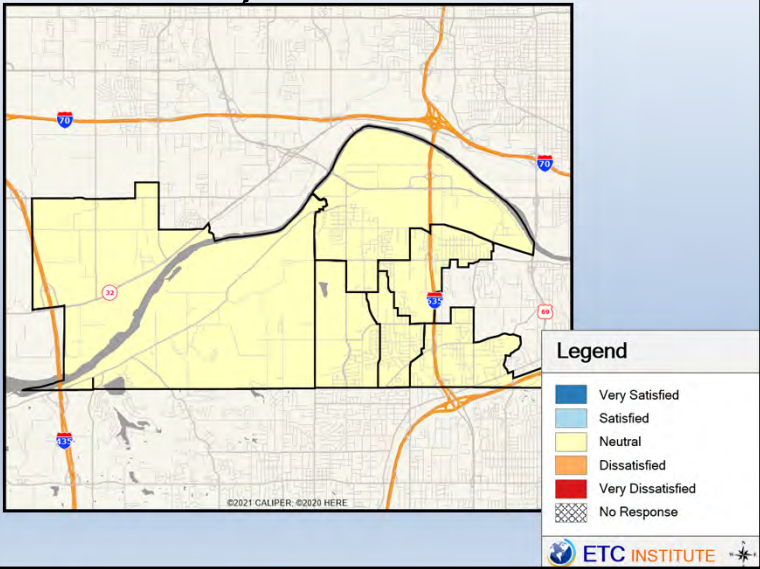 70
70
32
635
69
435
©2021 CALIPER; ©2020 HERE
Legend
Very Satisfied
Satisfied
Neutral
Dissatisfied
Very Dissatisfied
No Response
ETC INSTITUTE